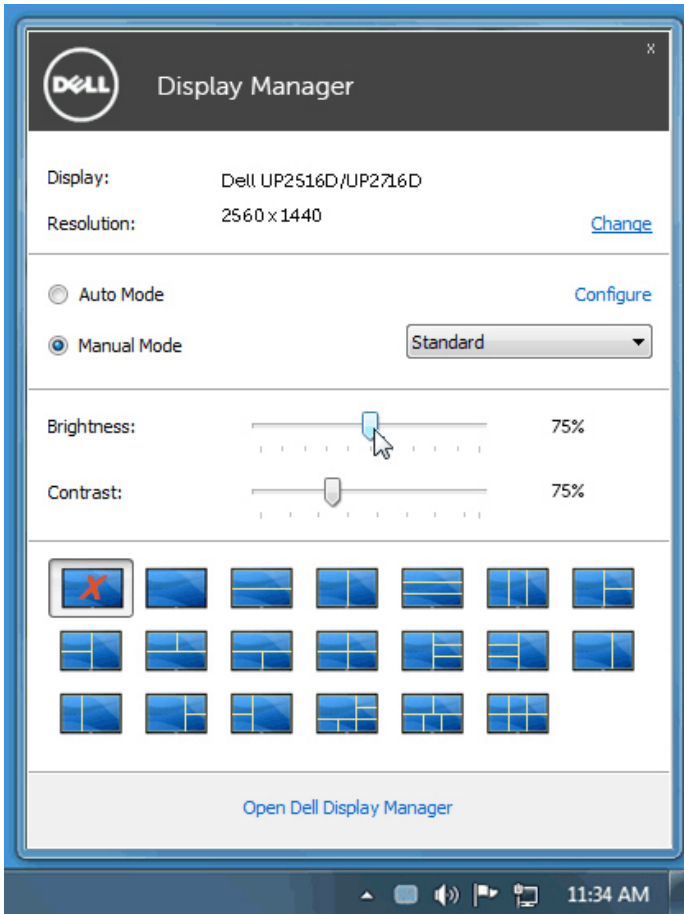 x
DELL Display Manager
Display: Dell UP2516D/UP2716D
Resolution: 2560 x 1440 Change
Auto Mode Configure
Manual Mode Standard
Brightness: 75%
Contrast: 75%
Open Dell Display Manager
11:34 AM